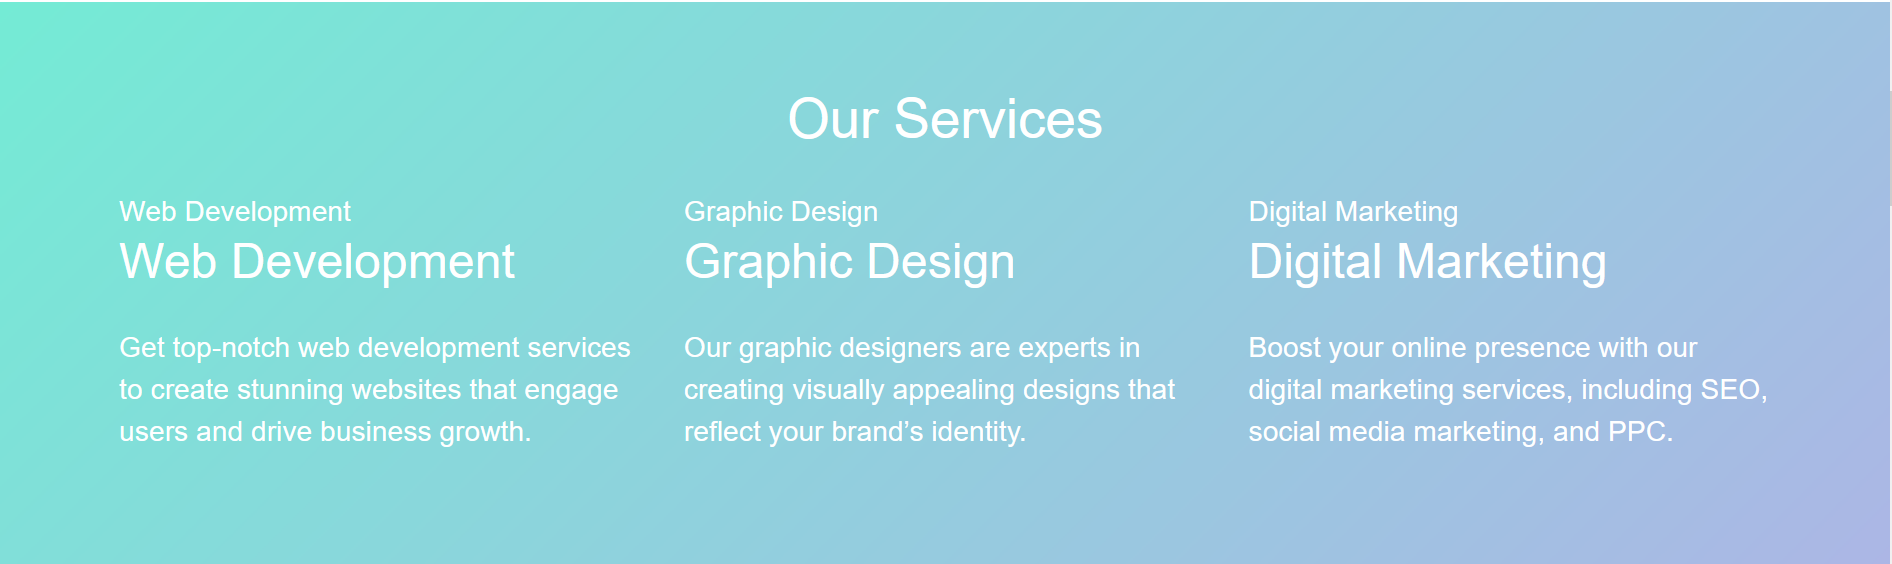 Our Services
Web Development
Web Development
Get top-notch web development services
to create stunning websites that engage
users and drive business growth.
Graphic Design
Graphic Design
Our graphic designers are experts in
creating visually appealing designs that
reflect your brand’s identity.
Digital Marketing
Digital Marketing
Boost your online presence with our
digital marketing services, including SEO,
social media marketing, and PPC.